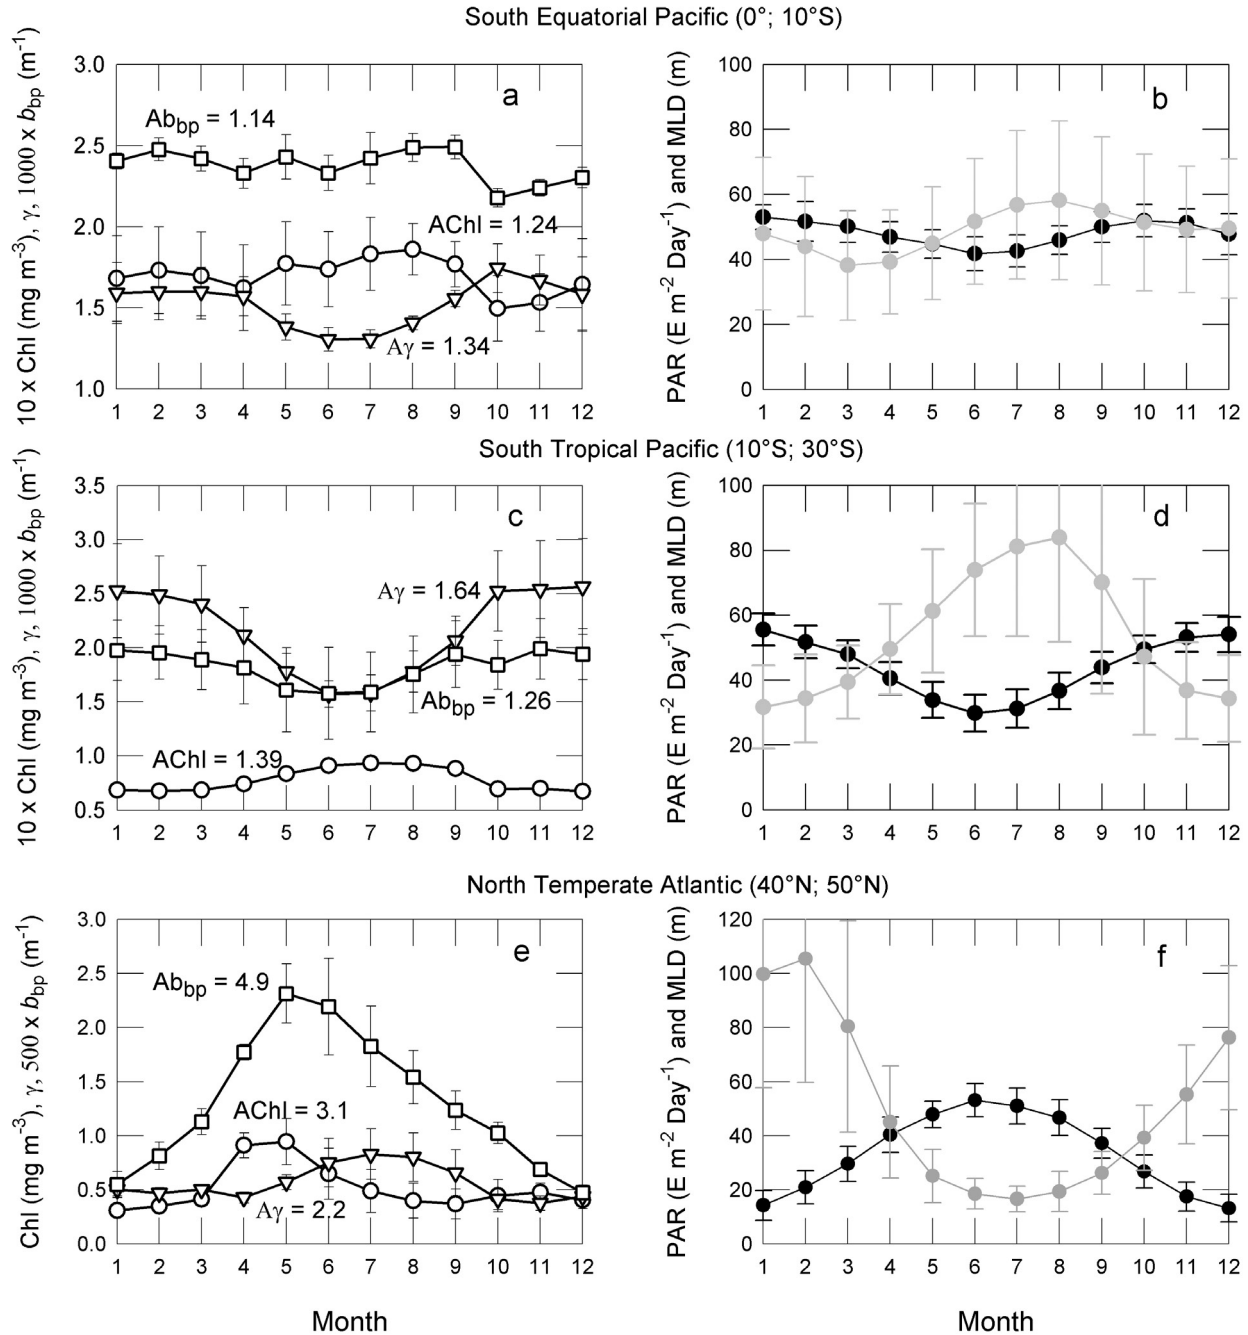 South Equatorial Pacific (0°; 10°S)
10 x Chl (mg m-3), γ, 1000 x bbp (m-1)
3.0
2.5
2.0
1.5
1.0
a
Abbp = 1.14
AChl = 1.24
Aγ = 1.34
1 2 3 4 5 6 7 8 9 10 11 12
PAR (E m-2 Day-1) and MLD (m)
100
80
60
40
20
0
b
1 2 3 4 5 6 7 8 9 10 11 12
South Tropical Pacific (10°S; 30°S)
10 x Chl (mg m-3), γ, 1000 x bbp (m-1)
3.5
3.0
2.5
2.0
1.5
1.0
0.5
c
Aγ = 1.64
Abbp = 1.26
AChl = 1.39
1 2 3 4 5 6 7 8 9 10 11 12
PAR (E m-2 Day-1) and MLD (m)
100
80
60
40
20
0
d
1 2 3 4 5 6 7 8 9 10 11 12
North Temperate Atlantic (40°N; 50°N)
Chl (mg m-3), γ, 500 x bbp (m-1)
3.0
2.5
2.0
1.5
1.0
0.5
0.0
e
Abbp = 4.9
AChl = 3.1
Aγ = 2.2
1 2 3 4 5 6 7 8 9 10 11 12
Month
PAR (E m-2 Day-1) and MLD (m)
120
100
80
60
40
20
0
f
1 2 3 4 5 6 7 8 9 10 11 12
Month